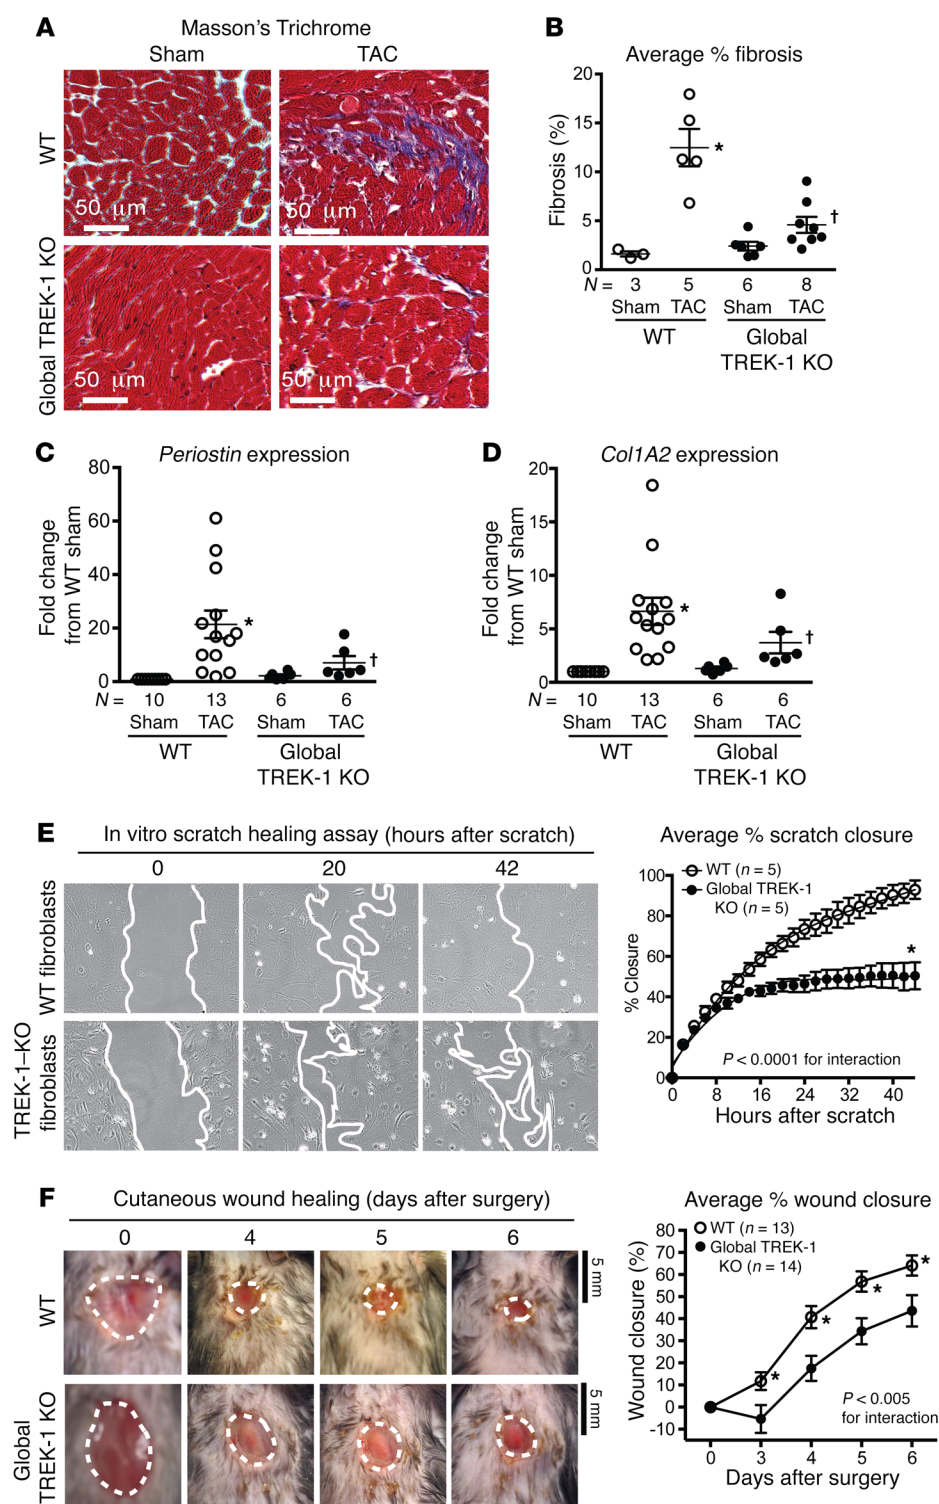 A
Masson's Trichrome
Sham
TAC
WT
50 μm
50 μm
Global TREK-1 KO
50 μm
50 μm
B
Average % fibrosis
Fibrosis (%)
20
15
10
5
0
*
†
N = 3 5 6 8
Sham TAC Sham TAC
WT
Global
TREK-1 KO
C
Periostin expression
Fold change
from WT sham
80
60
40
20
0
*
†
N = 10 13 6 6
Sham TAC Sham TAC
WT
Global
TREK-1 KO
D
Col1A2 expression
Fold change
from WT sham
20
15
10
5
0
*
†
N = 10 13 6 6
Sham TAC Sham TAC
WT
Global
TREK-1 KO
E
In vitro scratch healing assay (hours after scratch)
0 20 42
WT fibroblasts
TREK-1–KO
fibroblasts
Average % scratch closure
WT (n = 5)
Global TREK-1
KO (n = 5)
% Closure
100
80
60
40
20
0
*
P < 0.0001 for interaction
0 8 16 24 32 40
Hours after scratch
F
Cutaneous wound healing (days after surgery)
0 4 5 6
WT
5 mm
Global
TREK-1 KO
5 mm
Average % wound closure
WT (n = 13)
Global TREK-1
KO (n = 14)
Wound closure (%)
80
70
60
50
40
30
20
10
0
-10
*
*
*
*
P < 0.005
for interaction
0 3 4 5 6
Days after surgery